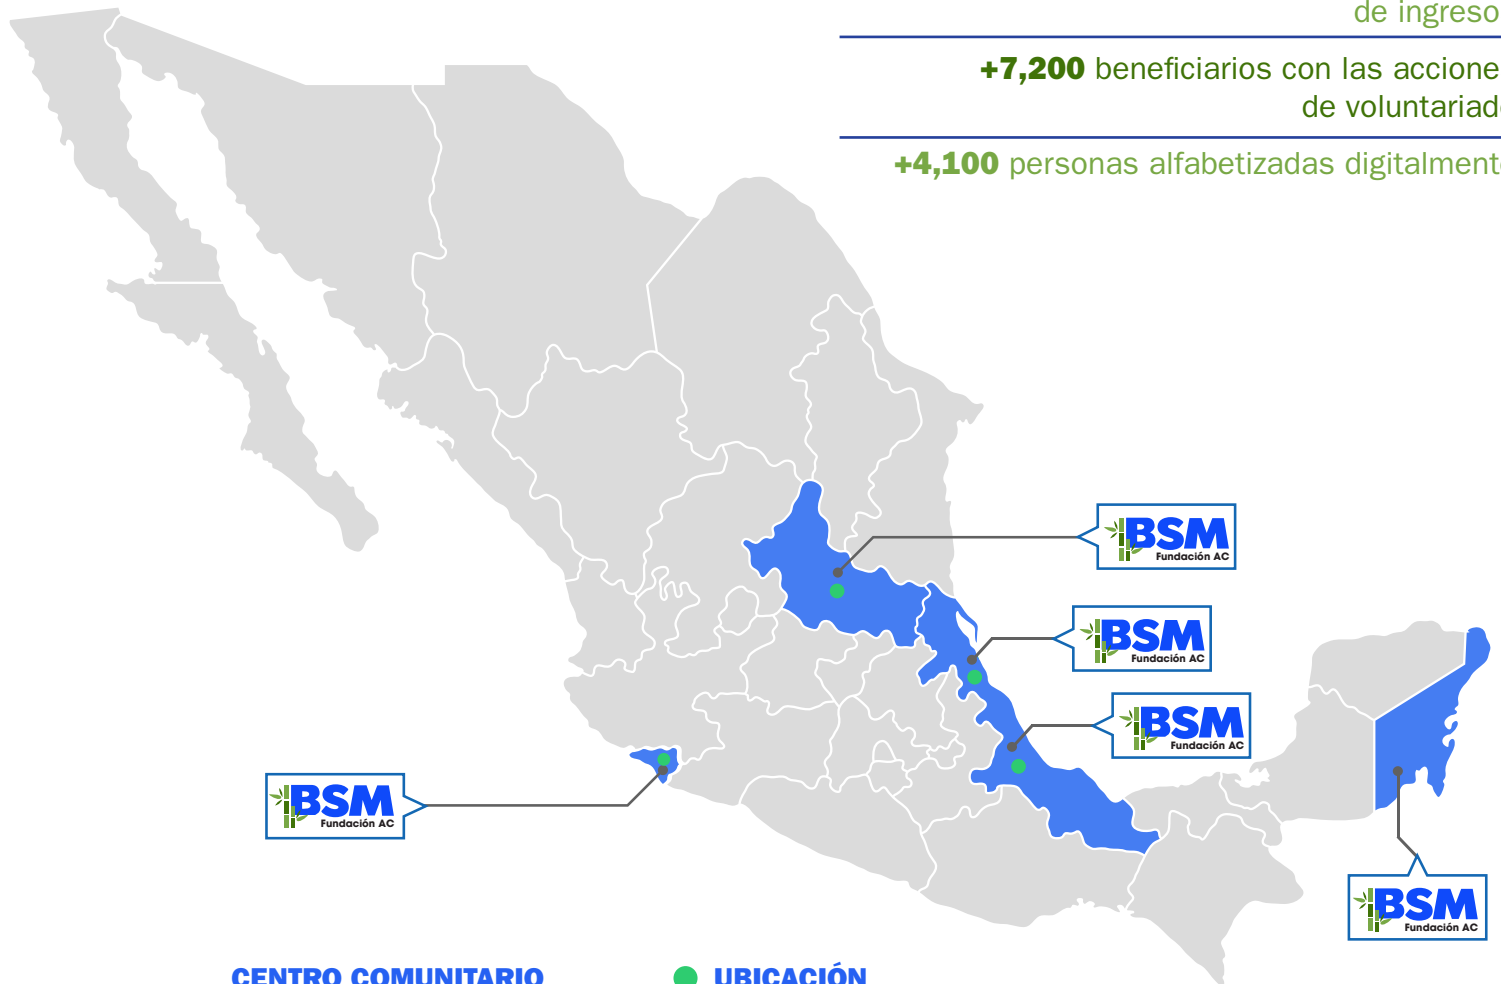 de ingreso
+7,200 beneficiarios con las accione
de voluntariad
+4,100 personas alfabetizadas digitalment
BSM
Fundación AC
BSM
Fundación AC
BSM
Fundación AC
BSM
Fundación AC
BSM
Fundación AC
CENTRO COMUNITARIO
UBICACIÓN